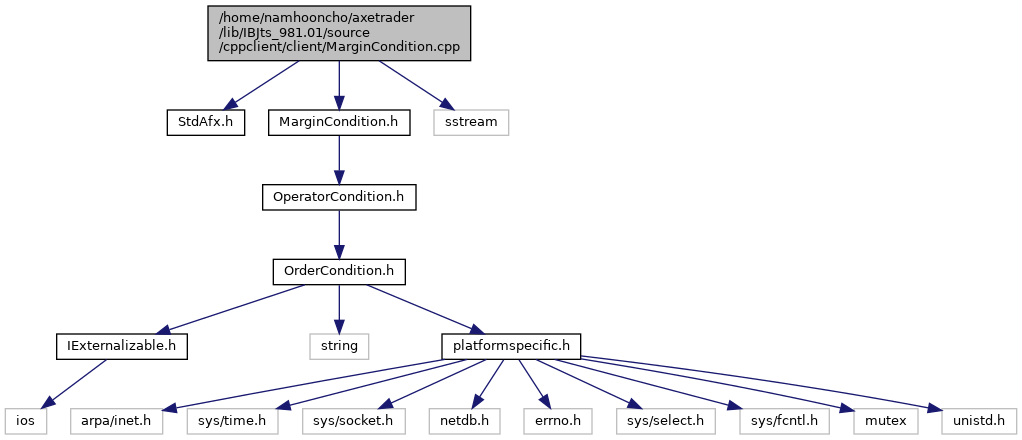 /home/namhooncho/axetrader
/lib/IBJts_981.01/source
/cppclient/client/MarginCondition.cpp
StdAfx.h
MarginCondition.h
sstream
OperatorCondition.h
OrderCondition.h
IExternalizable.h
string
platformspecific.h
ios
arpa/inet.h
sys/time.h
sys/socket.h
netdb.h
errno.h
sys/select.h
sys/fcntl.h
mutex
unistd.h